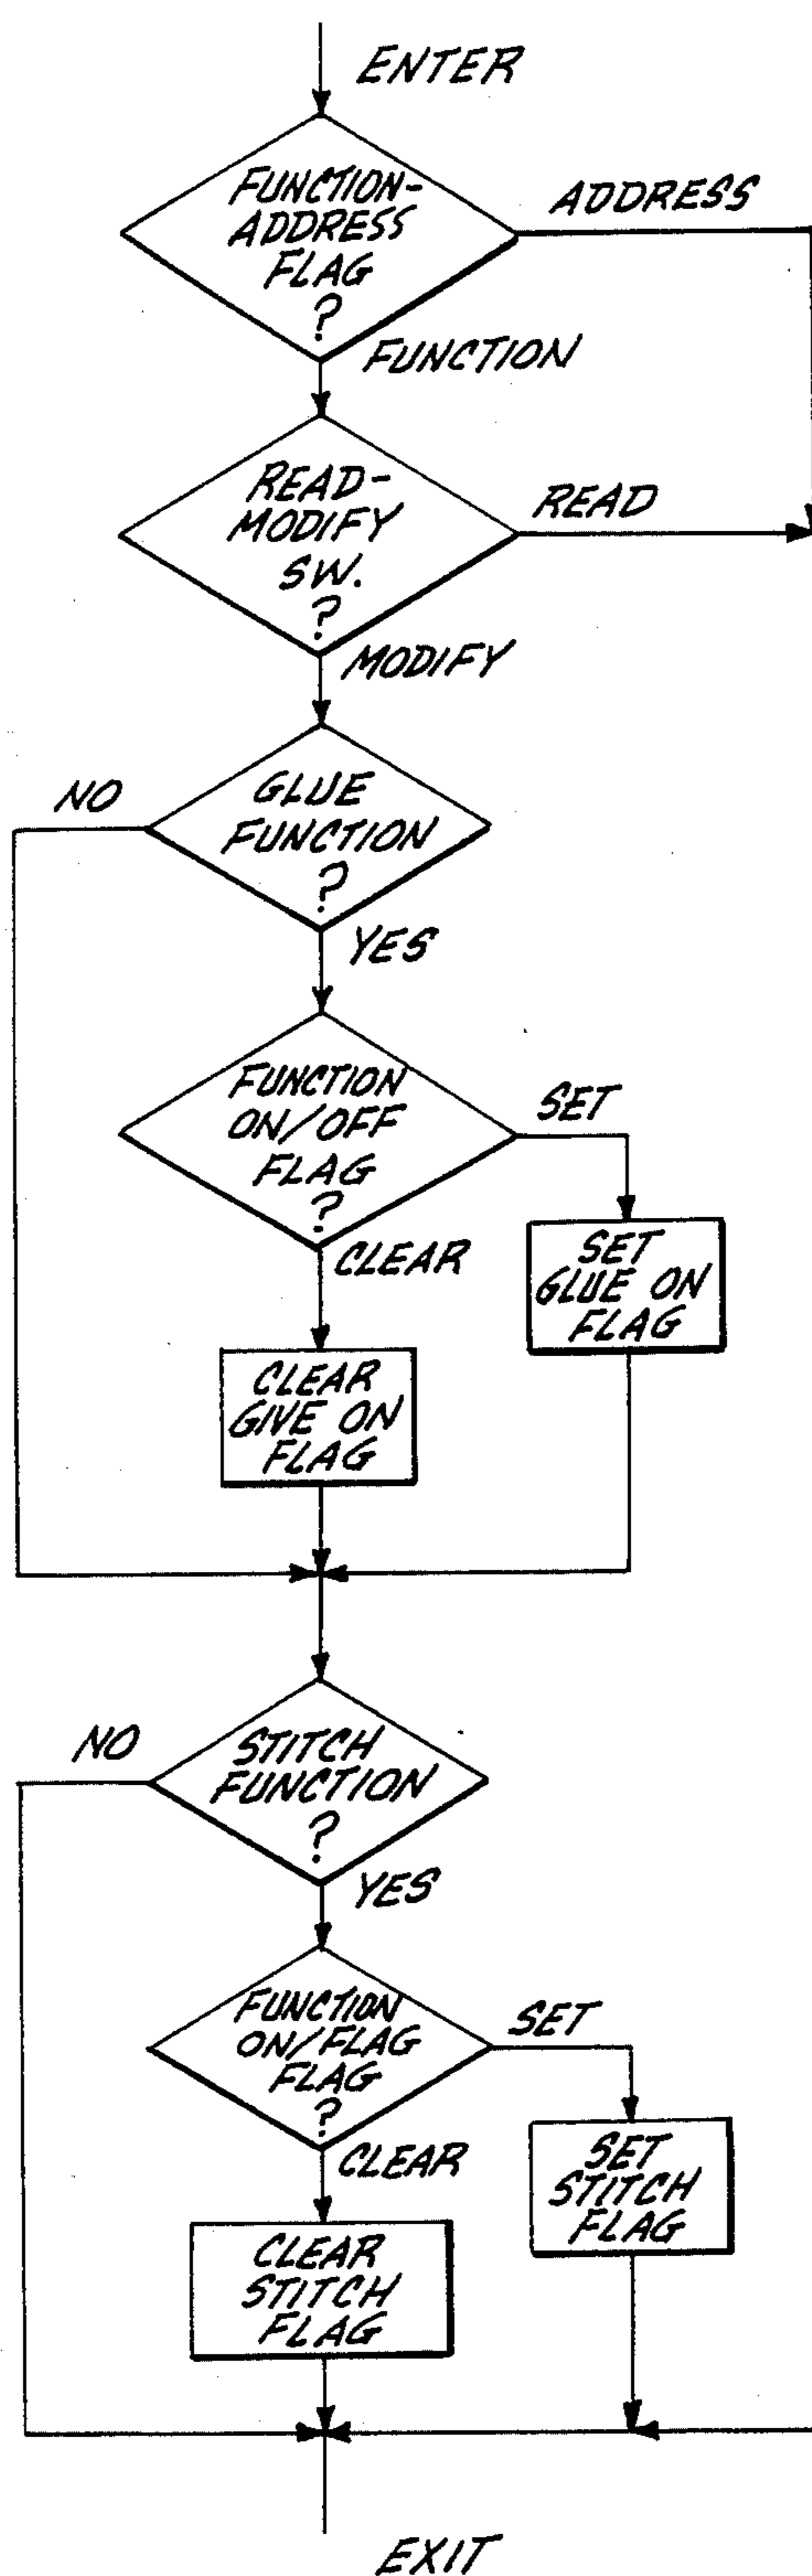 ENTER
FUNCTION-
ADDRESS
FLAG
?
ADDRESS
FUNCTION
READ-
MODIFY
SW.
?
READ
MODIFY
NO
GLUE
FUNCTION
?
YES
FUNCTION
ON/OFF
FLAG
?
SET
SET
GLUE ON
FLAG
CLEAR
CLEAR
GIVE ON
FLAG
NO
STITCH
FUNCTION
?
YES
FUNCTION
ON/FLAG
FLAG
?
SET
SET
STITCH
FLAG
CLEAR
CLEAR
STITCH
FLAG
EXIT